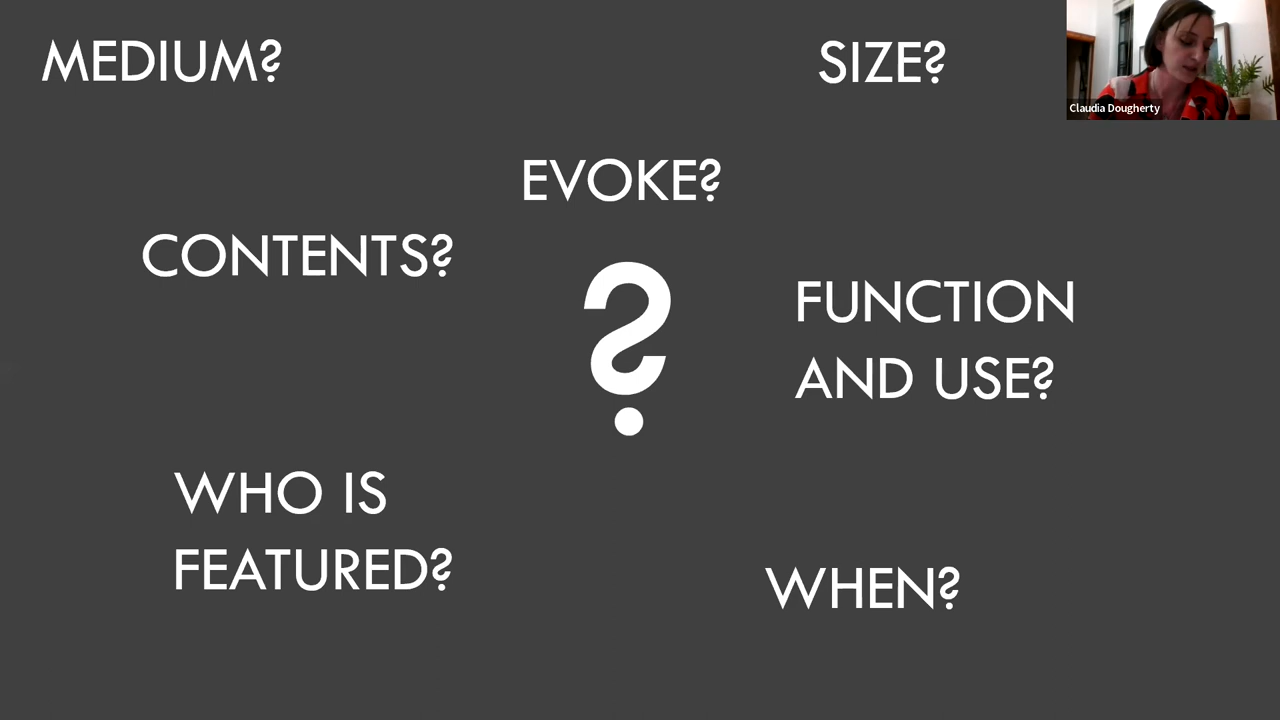 MEDIUM?
SIZE?
Claudia Dougherty
EVOKE?
CONTENTS?
?
FUNCTION
AND USE?
WHO IS
FEATURED?
WHEN?